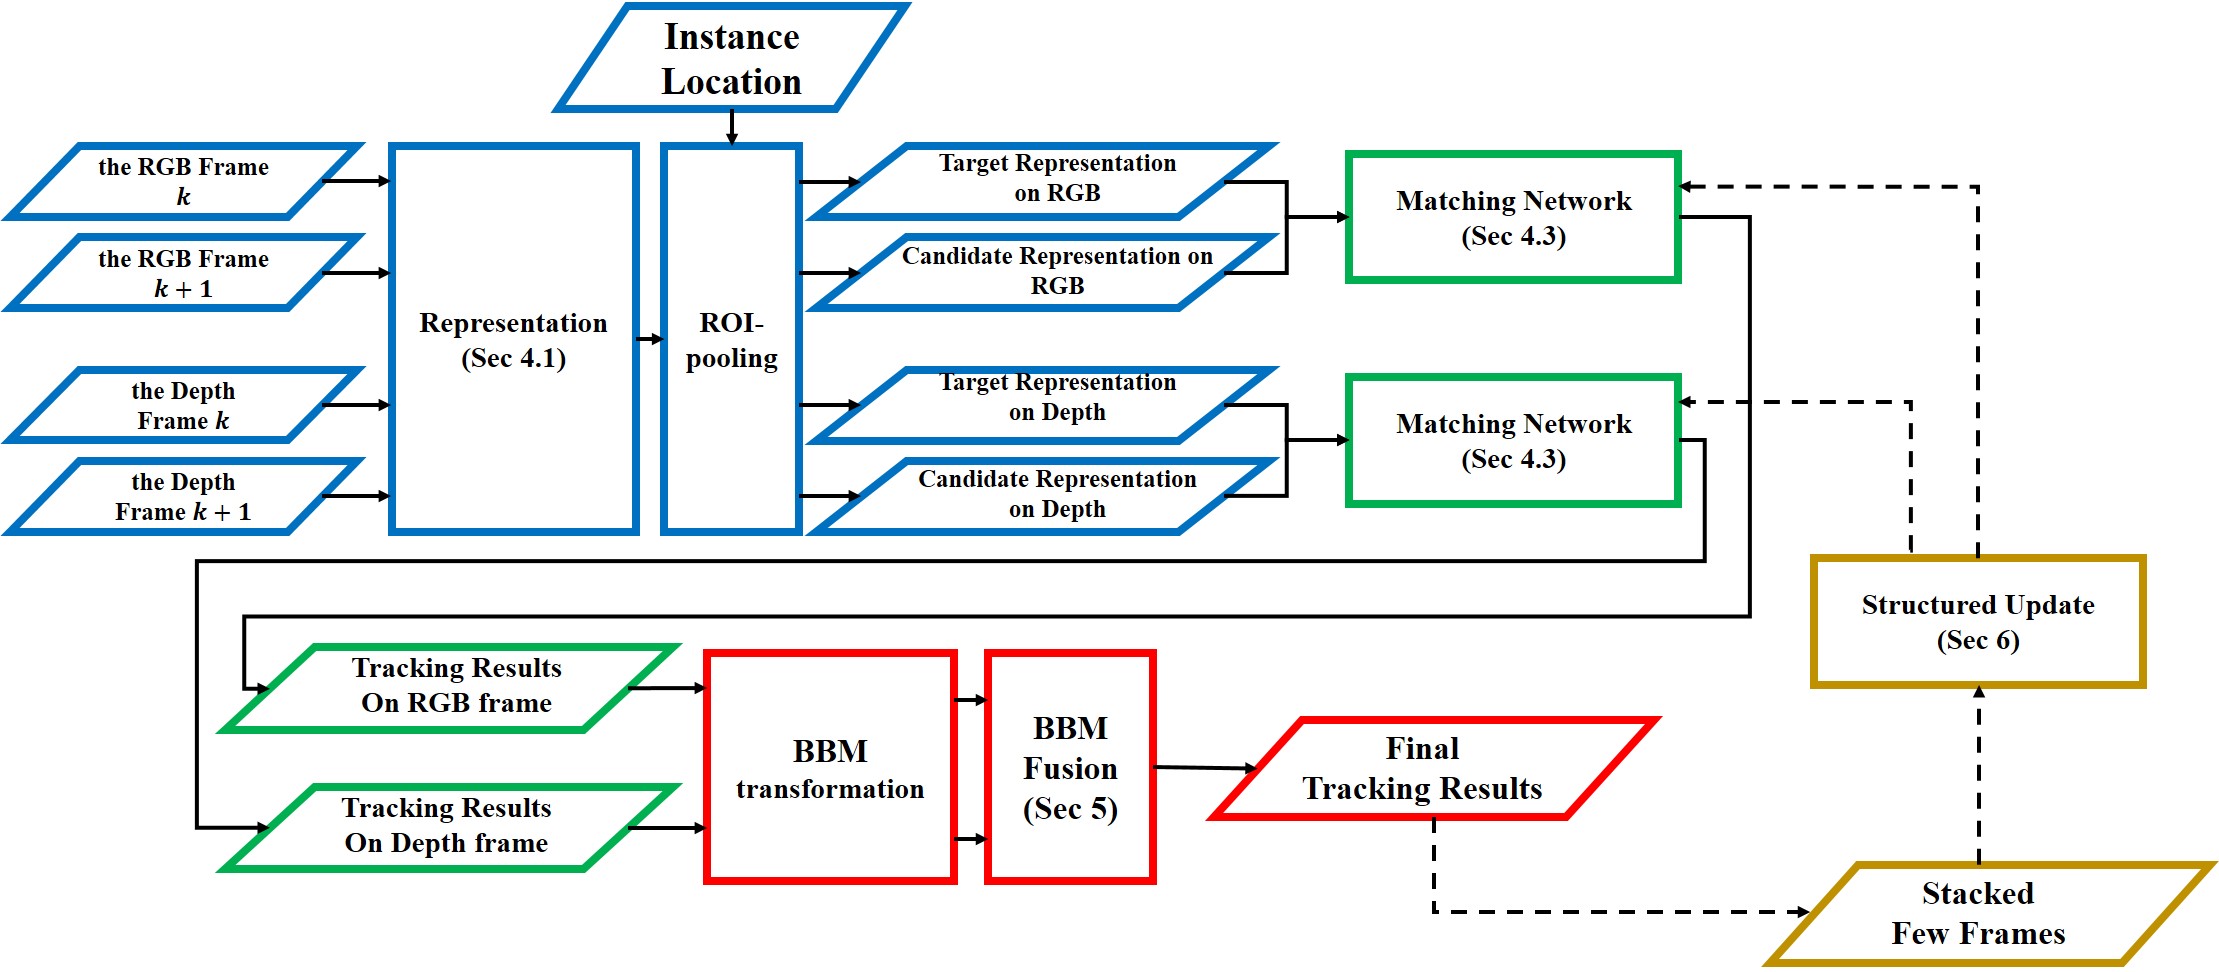 Instance
Location
the RGB Frame
k
the RGB Frame
k + 1
the Depth
Frame k
the Depth
Frame k + 1
Representation
(Sec 4.1)
ROI-
pooling
Target Representation
on RGB
Candidate Representation on
RGB
Target Representation
on Depth
Candidate Representation
on Depth
Matching Network
(Sec 4.3)
Matching Network
(Sec 4.3)
Structured Update
(Sec 6)
Tracking Results
On RGB frame
Tracking Results
On Depth frame
BBM
transformation
BBM
Fusion
(Sec 5)
Final
Tracking Results
Stacked
Few Frames